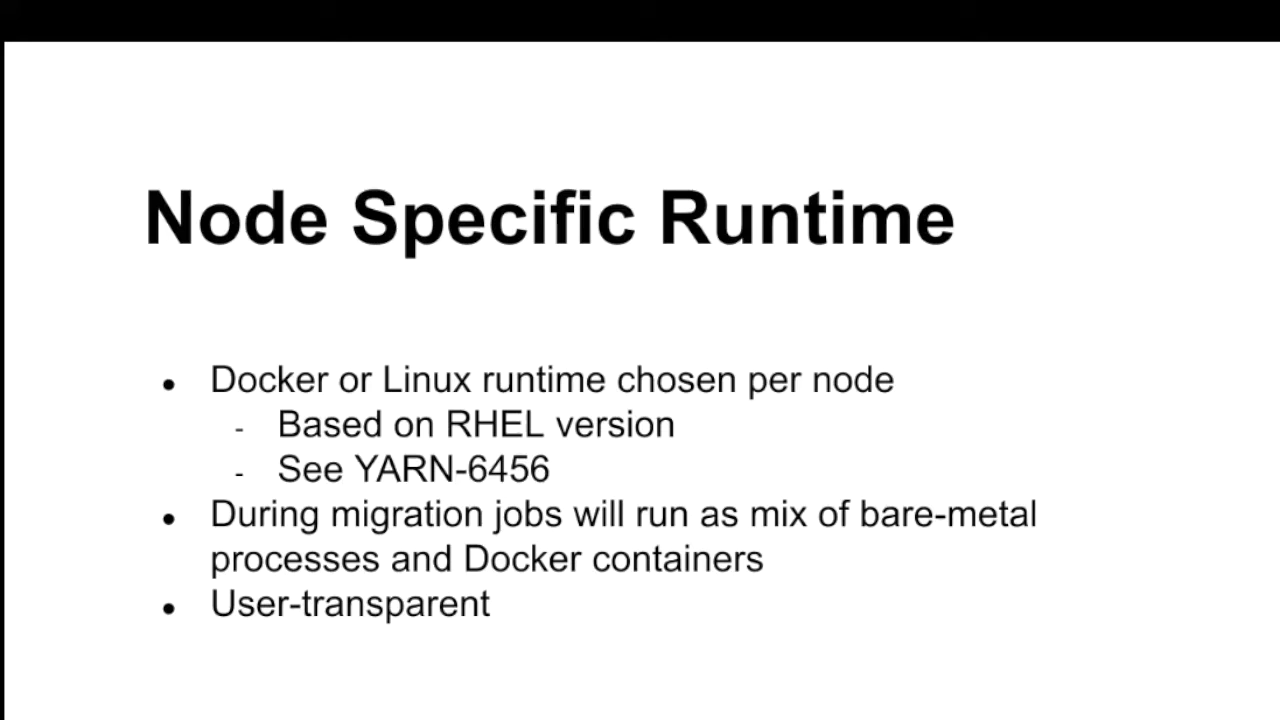 Node Specific Runtime
● Docker or Linux runtime chosen per node
- Based on RHEL version
- See YARN-6456
● During migration jobs will run as mix of bare-metal
processes and Docker containers
● User-transparent